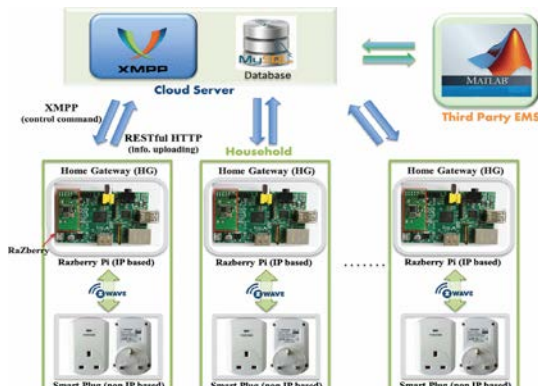 XMPP
MySQL
Database
Cloud Server
MATLAB
Third Party EMS
XMPP
(control command)
RESTful HTTP
(info. uploading)
Household
Home Gateway (HG)
Home Gateway (HG)
Home Gateway (HG)
RaZberry
Razberry Pi (IP based)
Razberry Pi (IP based)
Razberry Pi (IP based)
.......
WAVE
WAVE
WAVE
Smart Plug (non IP based)
Smart Plug (non IP based)
Smart Plug (non IP based)